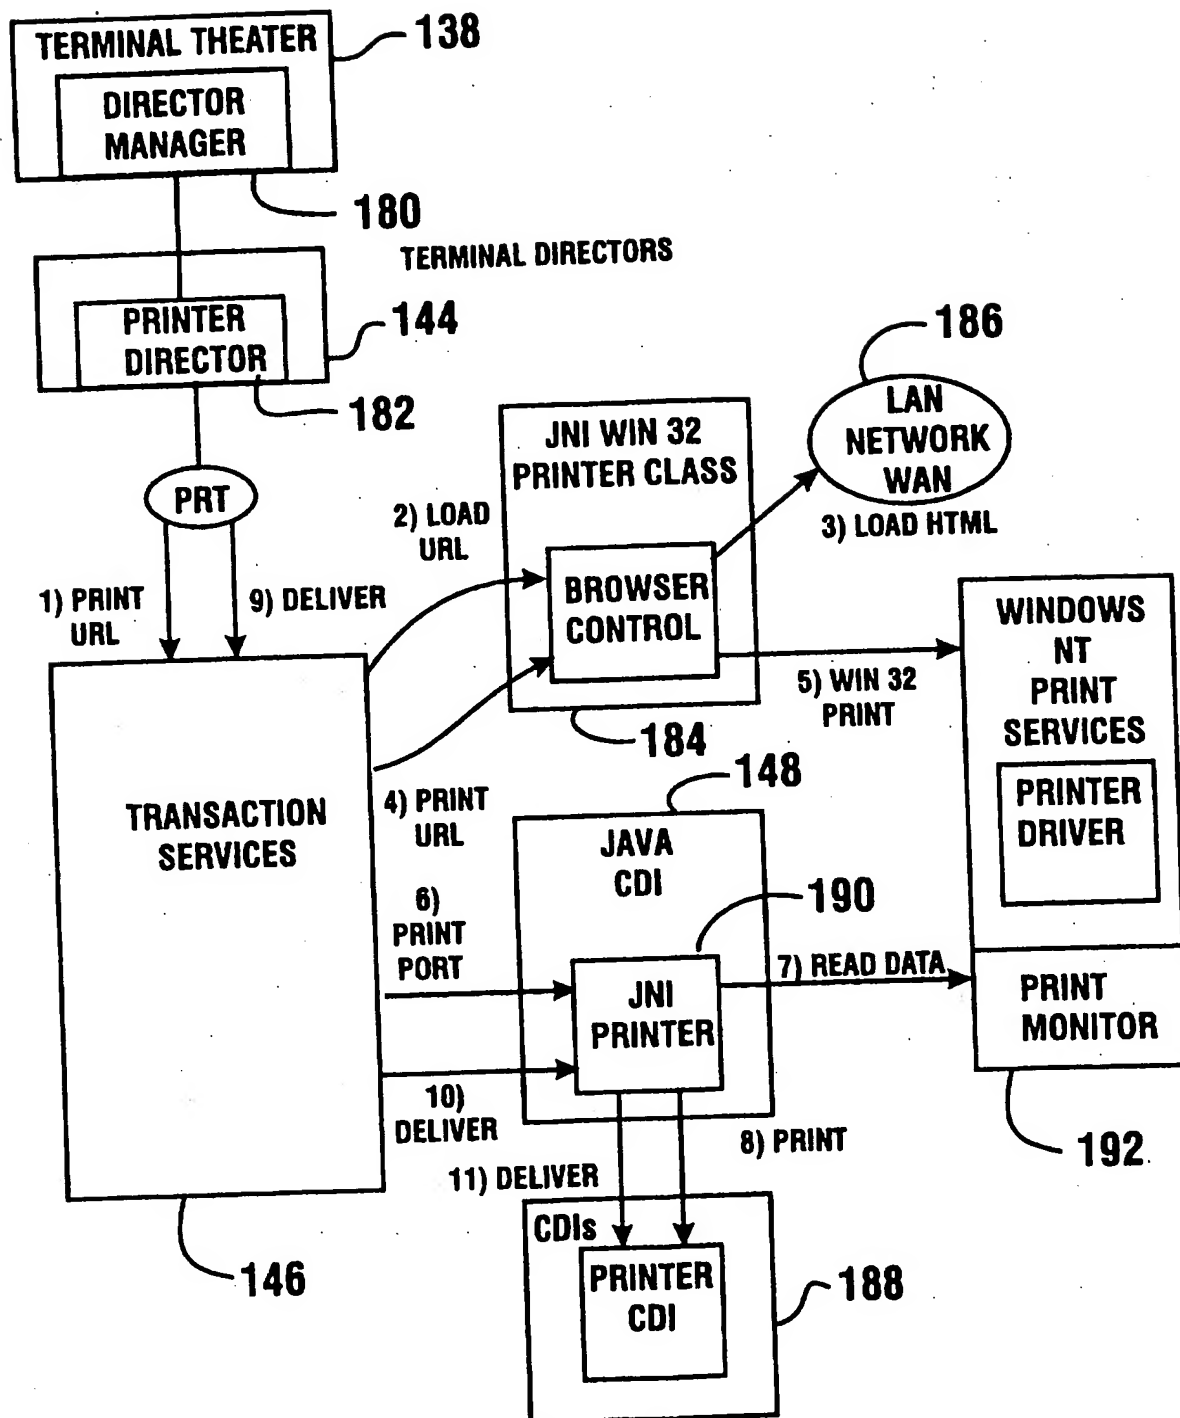 TERMINAL THEATER
138
DIRECTOR
MANAGER
180
TERMINAL DIRECTORS
PRINTER
DIRECTOR
144
182
PRT
1) PRINT
URL
9) DELIVER
2) LOAD
URL
JNI WIN 32
PRINTER CLASS
BROWSER
CONTROL
184
186
LAN
NETWORK
WAN
3) LOAD HTML
4) PRINT
URL
5) WIN 32
PRINT
WINDOWS
NT
PRINT
SERVICES
PRINTER
DRIVER
PRINT
MONITOR
192
TRANSACTION
SERVICES
146
148
JAVA
CDI
190
6)
PRINT
PORT
JNI
PRINTER
7) READ DATA
10)
DELIVER
8) PRINT
11) DELIVER
CDIs
PRINTER
CDI
188